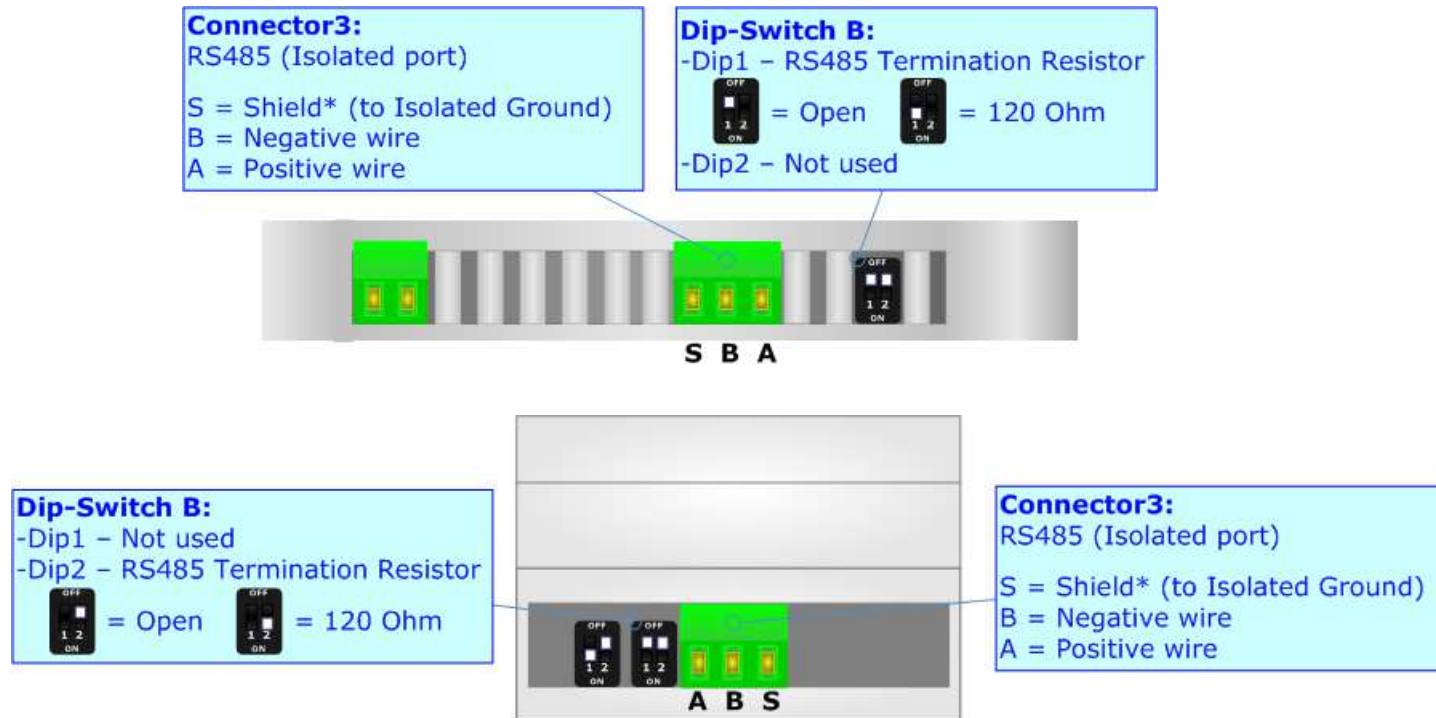 Connector3:
RS485 (Isolated port)
S = Shield* (to Isolated Ground)
B = Negative wire
A = Positive wire
Dip-Switch B:
-Dip1 – RS485 Termination Resistor
OFF
1 2
ON
= Open
OFF
1 2
ON
= 120 Ohm
-Dip2 – Not used
OFF
1 2
ON
S B A
Dip-Switch B:
-Dip1 – Not used
-Dip2 – RS485 Termination Resistor
OFF
1 2
ON
= Open
OFF
1 2
ON
= 120 Ohm
Connector3:
RS485 (Isolated port)
S = Shield* (to Isolated Ground)
B = Negative wire
A = Positive wire
OFF
1 2
ON
OFF
1 2
ON
A B S